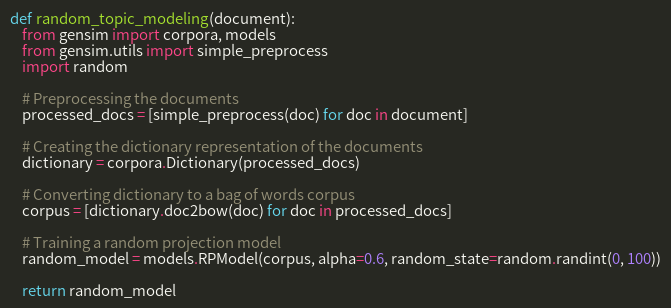 def random_topic_modeling(document):
    from gensim import corpora, models
    from gensim.utils import simple_preprocess
    import random

    # Preprocessing the documents
    processed_docs = [simple_preprocess(doc) for doc in document]

    # Creating the dictionary representation of the documents
    dictionary = corpora.Dictionary(processed_docs)

    # Converting dictionary to a bag of words corpus
    corpus = [dictionary.doc2bow(doc) for doc in processed_docs]

    # Training a random projection model
    random_model = models.RPModel(corpus, alpha=0.6, random_state=random.randint(0, 100))

    return random_model